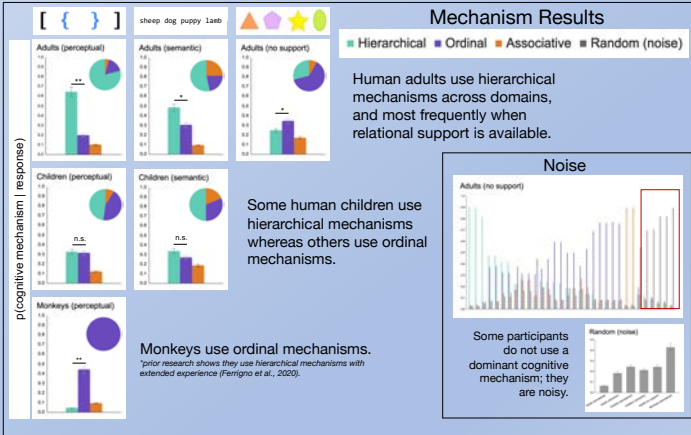 [ { } ]
sheep dog puppy lamb
Mechanism Results
Hierarchical Ordinal Associative Random (noise)
p(cognitive mechanism | response)
Adults (perceptual)
**
Adults (semantic)
*
Adults (no support)
*
Human adults use hierarchical
mechanisms across domains,
and most frequently when
relational support is available.
Children (perceptual)
n.s.
Children (semantic)
n.s.
Some human children use
hierarchical mechanisms
whereas others use ordinal
mechanisms.
Monkeys (perceptual)
**
Monkeys use ordinal mechanisms.
*prior research shows they use hierarchical mechanisms with
extended experience (Ferrigno et al., 2020).
Noise
Adults (no support)
Some participants
do not use a
dominant cognitive
mechanism; they
are noisy.
Random (noise)